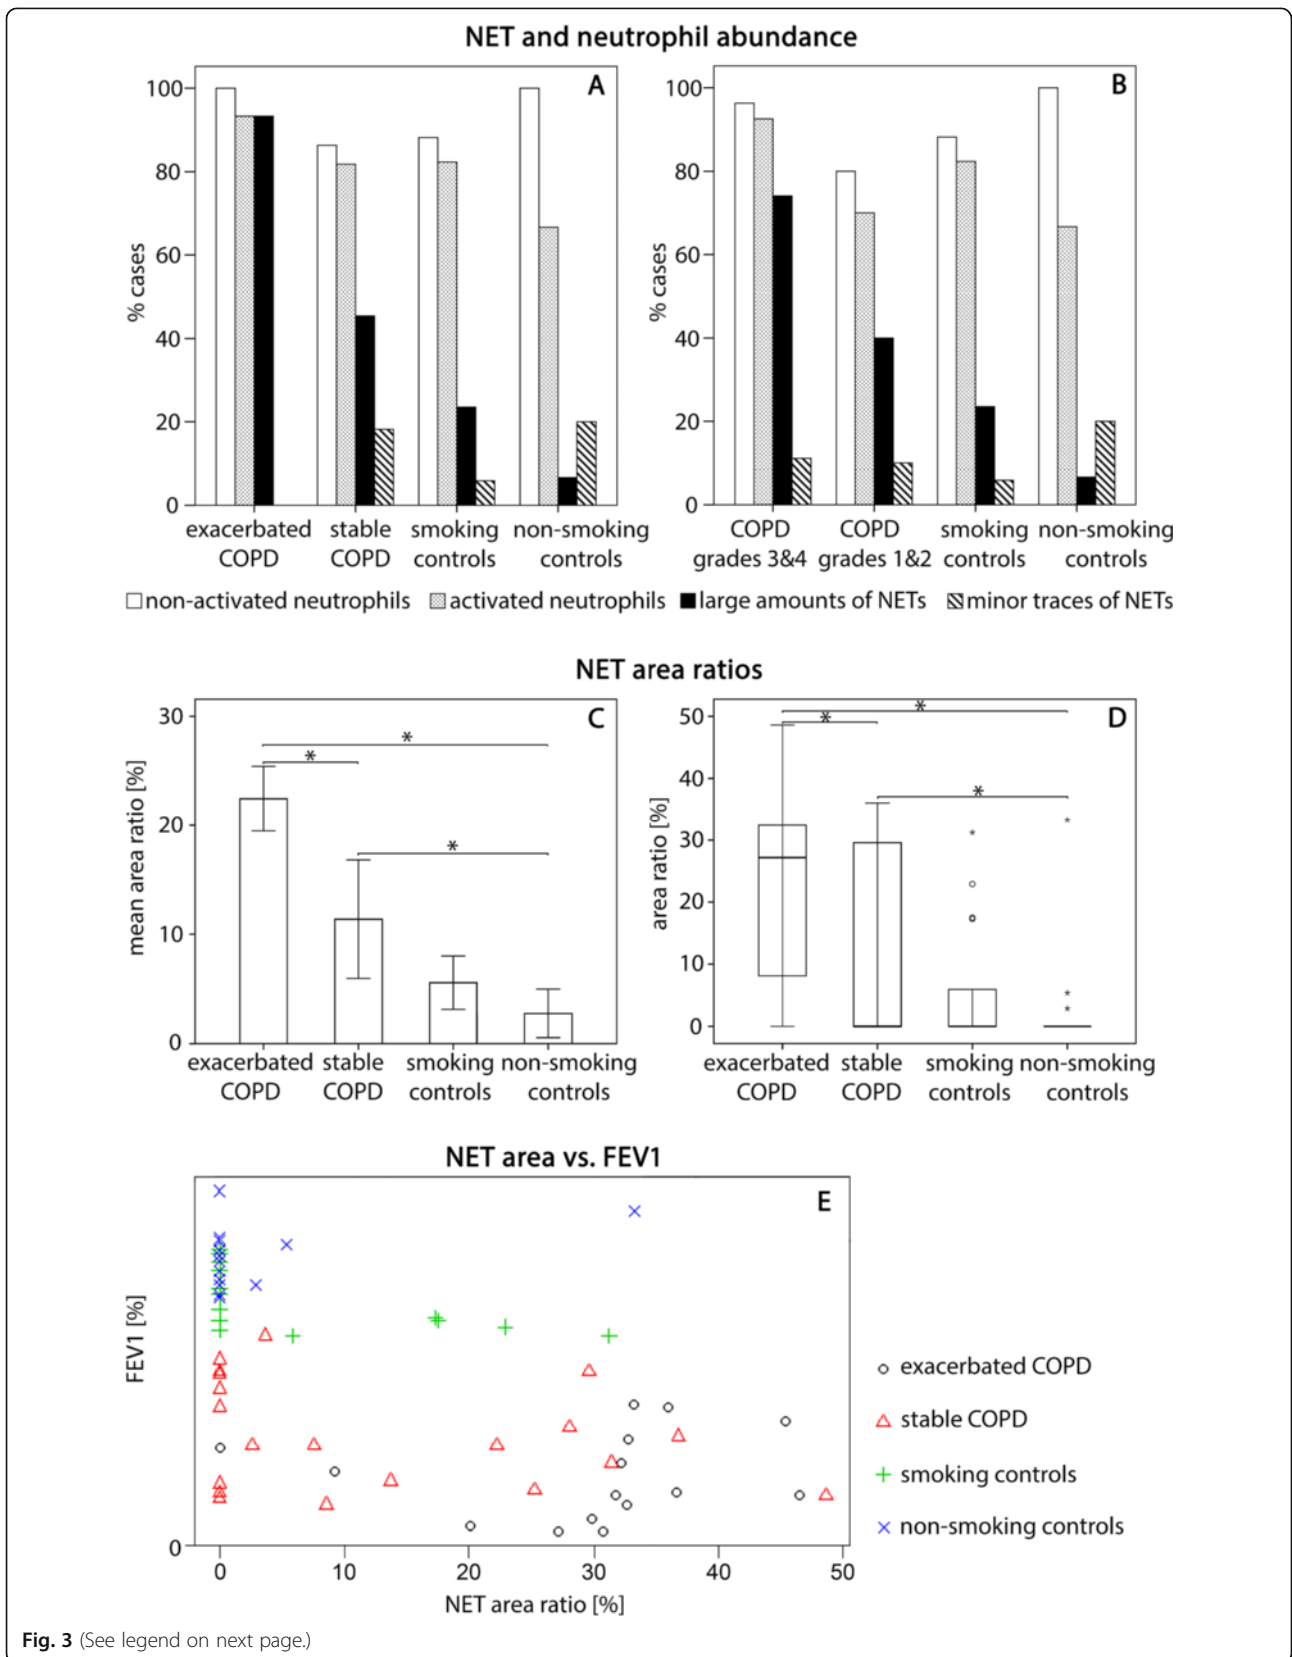 NET and neutrophil abundance
A
100
80
60
40
20
0
% cases
exacerbated COPD
stable COPD
smoking controls
non-smoking controls
B
100
80
60
40
20
0
% cases
COPD grades 3&4
COPD grades 1&2
smoking controls
non-smoking controls
non-activated neutrophils activated neutrophils large amounts of NETs minor traces of NETs
NET area ratios
C
30
20
10
0
mean area ratio [%]
* * *
exacerbated COPD
stable COPD
smoking controls
non-smoking controls
D
50
40
30
20
10
0
area ratio [%]
* * *
exacerbated COPD
stable COPD
smoking controls
non-smoking controls
NET area vs. FEV1
E
FEV1 [%]
0
0 10 20 30 40 50
NET area ratio [%]
exacerbated COPD
stable COPD
smoking controls
non-smoking controls
Fig. 3 (See legend on next page.)